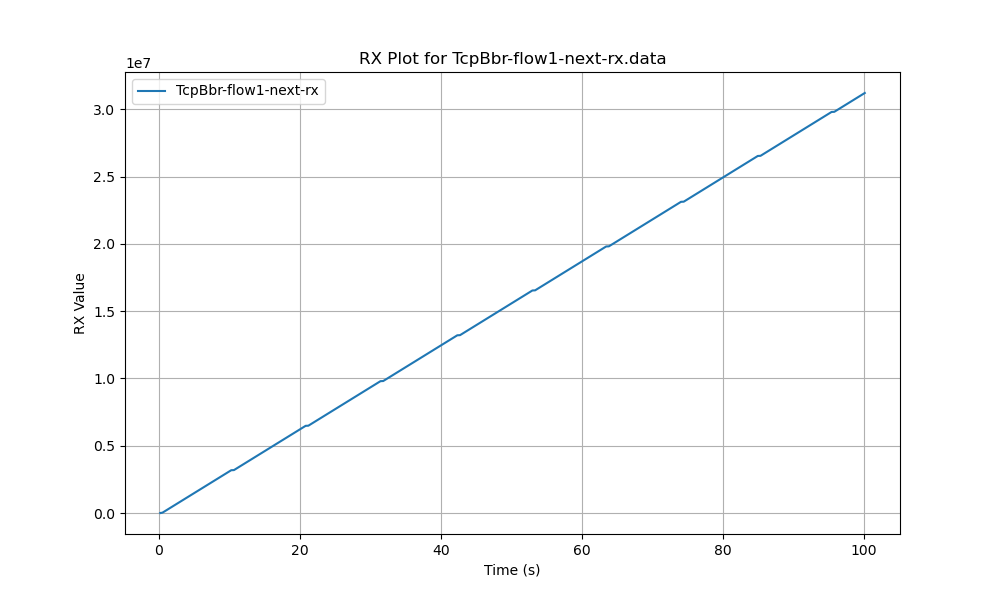 RX Plot for TcpBbr-flow1-next-rx.data
1e7
TcpBbr-flow1-next-rx
3.0
2.5
2.0
1.5
1.0
0.5
0.0
RX Value
0 20 40 60 80 100
Time (s)